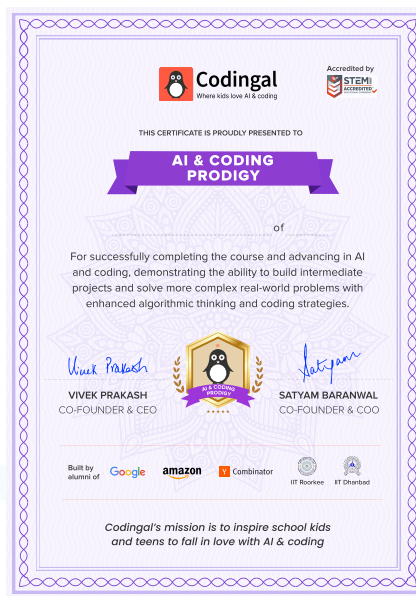 Codingal
Where kids love AI & coding
Accredited by
STEM
ACCREDITED
THIS CERTIFICATE IS PROUDLY PRESENTED TO
AI & CODING
PRODIGY
of
For successfully completing the course and advancing in AI
and coding, demonstrating the ability to build intermediate
projects and solve more complex real-world problems with
enhanced algorithmic thinking and coding strategies.
Vivek Prakash
Satyam
AI & CODING
PRODIGY
VIVEK PRAKASH
CO-FOUNDER & CEO
SATYAM BARANWAL
CO-FOUNDER & COO
Built by
alumni of
Google
amazon
Y Combinator
IIT Roorkee
IIT Dhanbad
Codingal's mission is to inspire school kids
and teens to fall in love with AI & coding